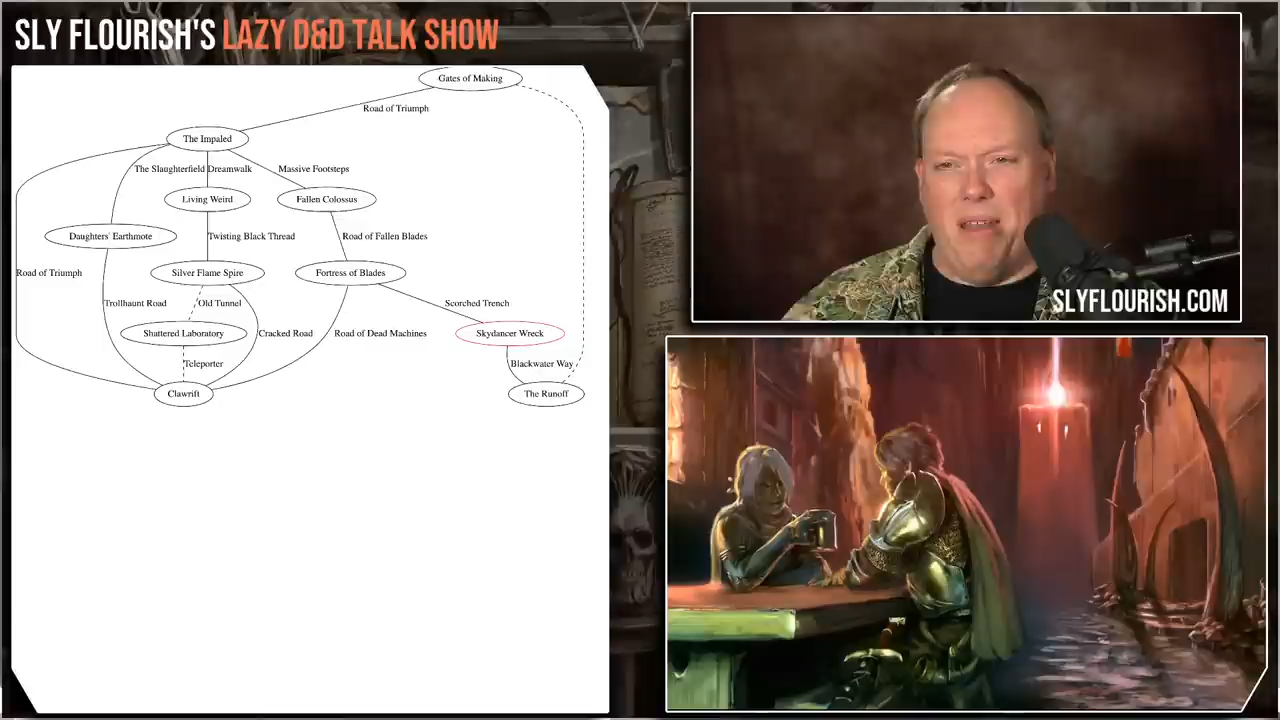 SLY FLOURISH'S LAZY D&D TALK SHOW
Gates of Making
Road of Triumph
The Impaled
The Slaughterfield Dreamwalk
Massive Footsteps
Living Weird
Fallen Colossus
Daughters' Earthmote
Twisting Black Thread
Road of Fallen Blades
Road of Triumph
Silver Flame Spire
Fortress of Blades
Trollhaunt Road
Old Tunnel
Scorched Trench
Shattered Laboratory
Cracked Road
Road of Dead Machines
Skydancer Wreck
Teleporter
Blackwater Way
Clawrift
The Runoff
SLYFLOURISH.COM